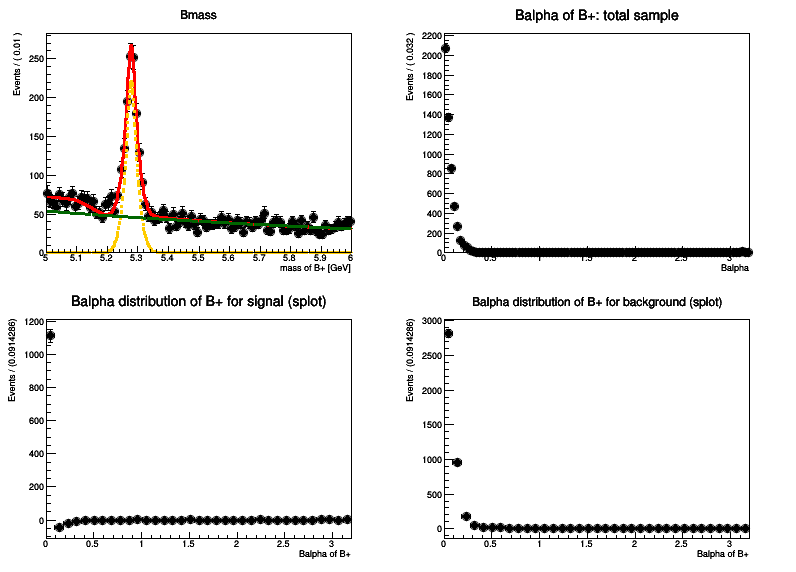 Bmass
Events / ( 0.01 )
250
200
150
100
50
0
5 5.1 5.2 5.3 5.4 5.5 5.6 5.7 5.8 5.9 6
mass of B+ [GeV]
Balpha of B+: total sample
Events / ( 0.032 )
2200
2000
1800
1600
1400
1200
1000
800
600
400
200
0
0 0.5 1 1.5 2 2.5 3
Balpha
Balpha distribution of B+ for signal (splot)
Events / (0.0914286)
1200
1000
800
600
400
200
0
0 0.5 1 1.5 2 2.5 3
Balpha of B+
Balpha distribution of B+ for background (splot)
Events / (0.0914286)
3000
2500
2000
1500
1000
500
0
0 0.5 1 1.5 2 2.5 3
Balpha of B+